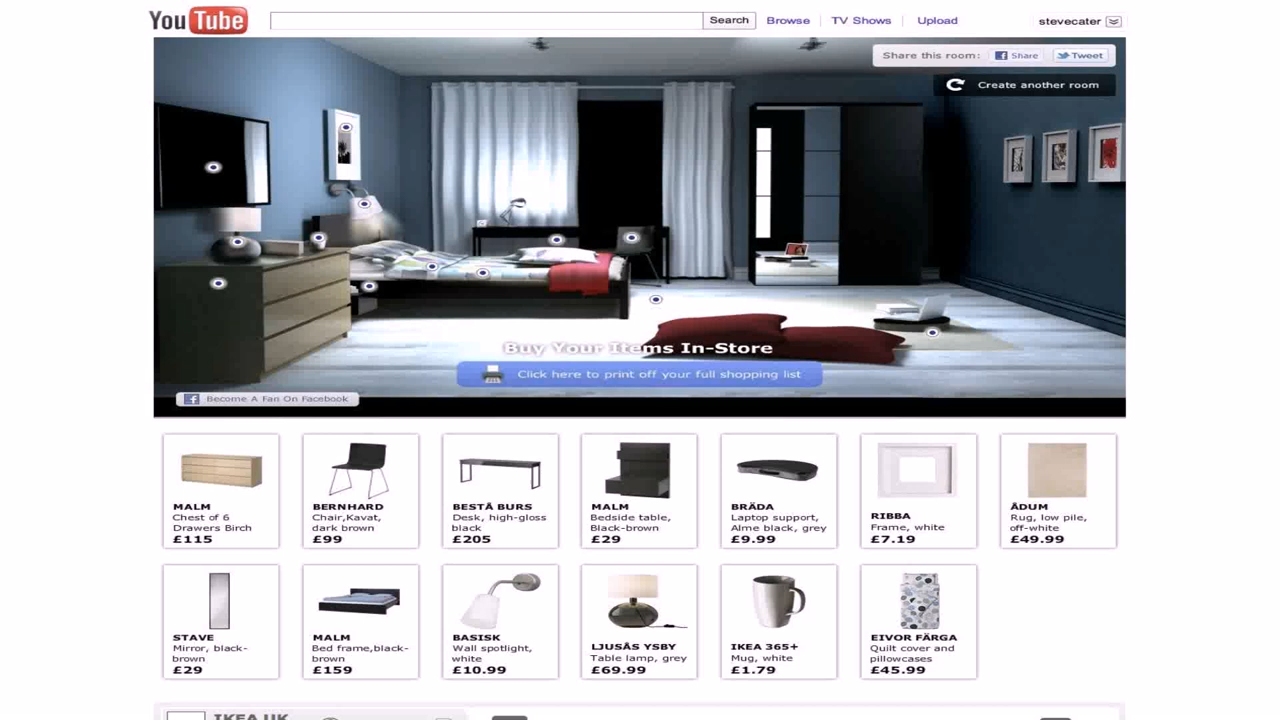 YouTube
Search
Browse
TV Shows
Upload
stevecater
Share this room:
Share
Tweet
Create another room
Buy Your Items In-Store
Click here to print off your full shopping list
Become A Fan On Facebook
MALM
Chest of 6
Drawers Birch
£115
BERNHARD
Chair,Kavat,
dark brown
£99
BESTÅ BURS
Desk, high-gloss
black
£205
MALM
Bedside table,
Black-brown
£29
BRÄDA
Laptop support,
Alme black, grey
£9.99
RIBBA
Frame, white
£7.19
ÅDUM
Rug, low pile,
off-white
£49.99
STAVE
Mirror, black-
brown
£29
MALM
Bed frame,black-
brown
£159
BASISK
Wall spotlight,
white
£10.99
LJUSÅS YSBY
Table lamp, grey
£69.99
IKEA 365+
Mug, white
£1.79
EIVOR FÄRGA
Quilt cover and
pillowcases
£45.99
IKEA UK